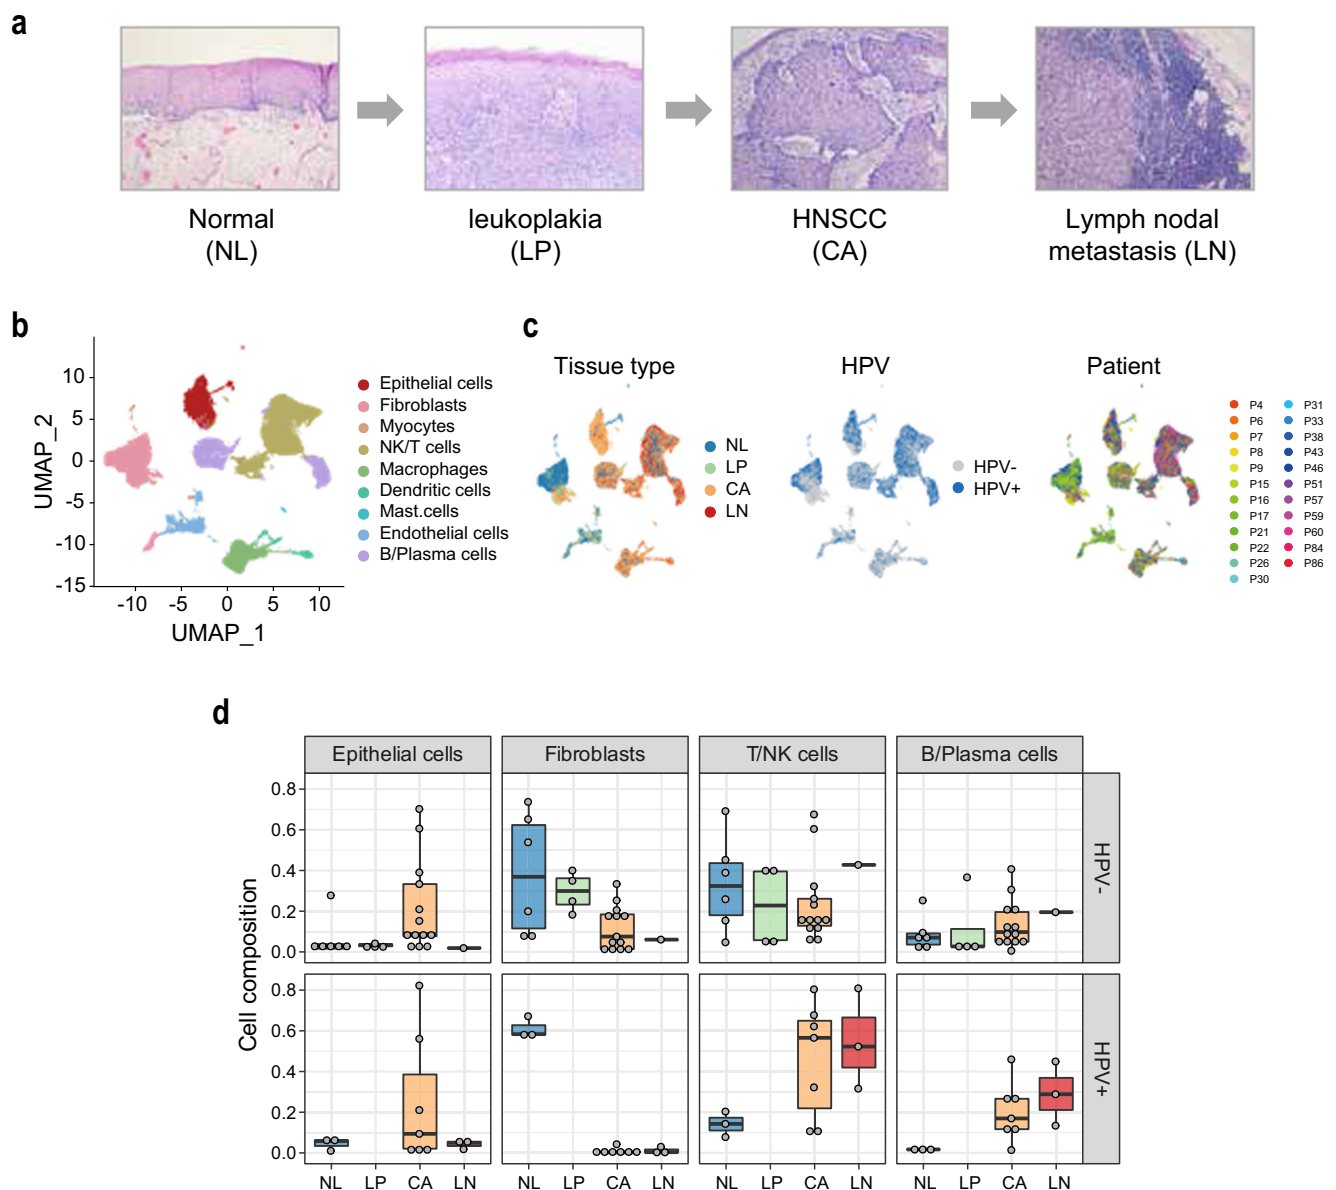 a
Normal
(NL)
leukoplakia
(LP)
HNSCC
(CA)
Lymph nodal
metastasis (LN)
b
UMAP_2
10
5
0
-5
-10
-15
-10
-5
0
5
10
UMAP_1
Epithelial cells
Fibroblasts
Myocytes
NK/T cells
Macrophages
Dendritic cells
Mast.cells
Endothelial cells
B/Plasma cells
c
Tissue type
NL
LP
CA
LN
HPV
HPV-
HPV+
Patient
P4
P6
P7
P8
P9
P15
P16
P17
P21
P22
P26
P30
P31
P33
P38
P43
P46
P51
P57
P59
P60
P84
P86
d
Epithelial cells
Fibroblasts
T/NK cells
B/Plasma cells
Cell composition
0.8
0.6
0.4
0.2
0.0
HPV-
0.8
0.6
0.4
0.2
0.0
HPV+
NL LP CA LN
NL LP CA LN
NL LP CA LN
NL LP CA LN